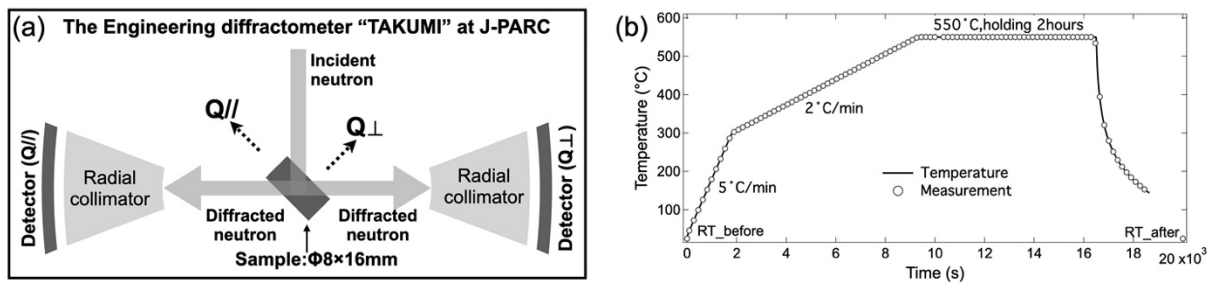 (a) The Engineering diffractometer “TAKUMI” at J-PARC
Incident
neutron
Q//
Q⊥
Detector (Q//)
Radial
collimator
Radial
collimator
Detector (Q⊥)
Diffracted
neutron
Diffracted
neutron
Sample:Φ8×16mm
(b)
600
500
400
300
200
100
Temperature (°C)
550˚C,holding 2hours
2˚C/min
5˚C/min
Temperature
Measurement
RT_before
RT_after
0 2 4 6 8 10 12 14 16 18 20 x10³
Time (s)